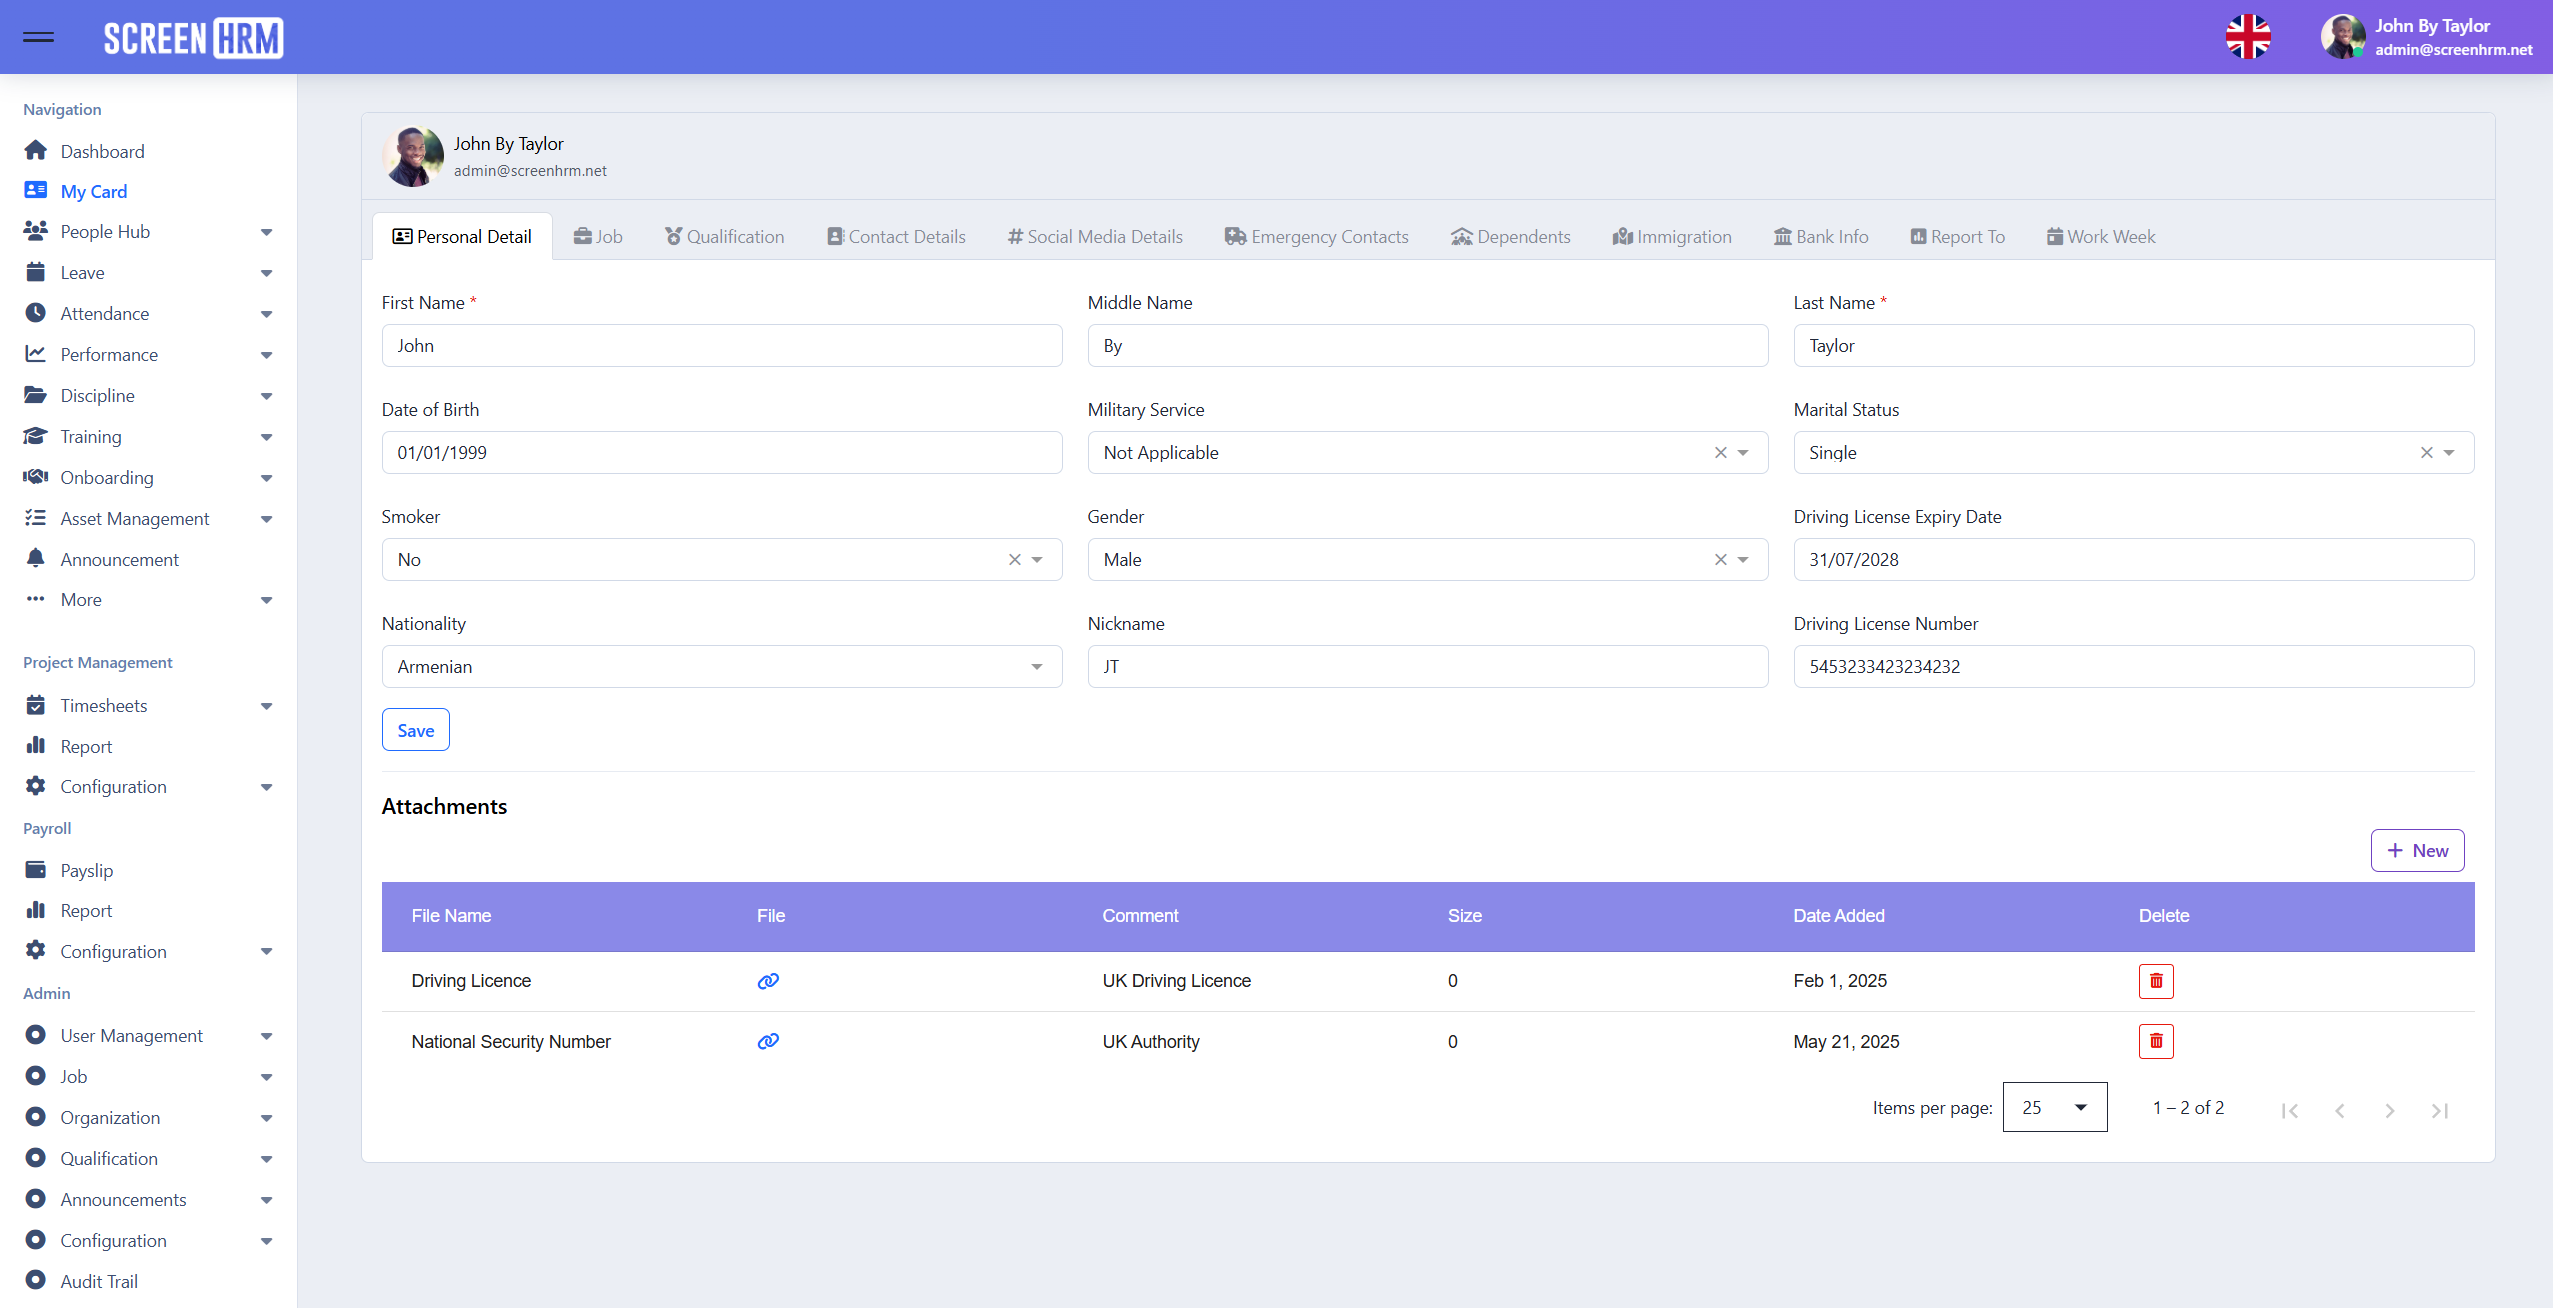 SCREEN HRM
John By Taylor
admin@screenhrm.net
Navigation
Dashboard
My Card
People Hub
Leave
Attendance
Performance
Discipline
Training
Onboarding
Asset Management
Announcement
More
Project Management
Timesheets
Report
Configuration
Payroll
Payslip
Report
Configuration
Admin
User Management
Job
Organization
Qualification
Announcements
Configuration
Audit Trail
John By Taylor
admin@screenhrm.net
Personal Detail Job Qualification Contact Details Social Media Details Emergency Contacts Dependents Immigration Bank Info Report To Work Week
First Name * Middle Name Last Name *
John By Taylor
Date of Birth Military Service Marital Status
01/01/1999 Not Applicable Single
Smoker Gender Driving License Expiry Date
No Male 31/07/2028
Nationality Nickname Driving License Number
Armenian JT 5453233423234232
Save
Attachments
+ New
File Name File Comment Size Date Added Delete
Driving Licence UK Driving Licence 0 Feb 1, 2025
National Security Number UK Authority 0 May 21, 2025
Items per page: 25 1 – 2 of 2